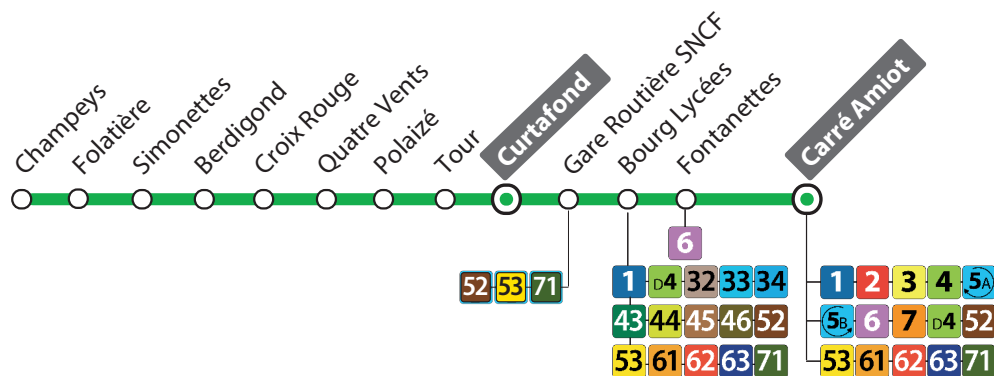 Champeys
Folatière
Simonettes
Berdigond
Croix Rouge
Quatre Vents
Polaizé
Tour
Curtafond
Gare Routière SNCF
Bourg Lycées
Fontanettes
Carré Amiot
6
52 53 71
1 D4 32 33 34
43 44 45 46 52
53 61 62 63 71
1 2 3 4 5A
5B 6 7 D4 52
53 61 62 63 71